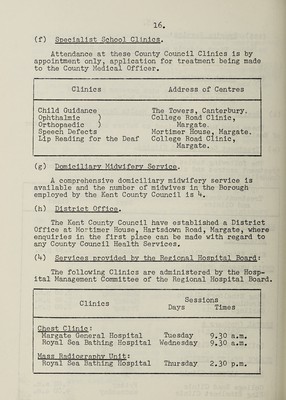 16.
(f) Specialist School Clinics.
Attendance at these County Council Clinics is by
appointment only, application for treatment being made
to the County Medical Officer.
Clinics Address of Centres
Child Guidance The Towers, Canterbury.
Ophthalmic ) College Road Clinic,
Orthopaedic ) Margate.
Speech Defects Mortimer House, Margate.
Lip Reading for the Deaf College Road Clinic,
Margate.
(g) Domiciliary Midwifery Service.
A comprehensive domiciliary midwifery service is
available and the number of midwives in the Borough
employed by the Kent County Council is 4.
(h) District Office.
The Kent County Council have established a District
Office at Mortimer House, Hartsdown Road, Margate, where
enquiries in the first place can be made with regard to
any County Council Health Services.
(4) Services provided by the Regional Hospital Board:
The following Clinics are administered by the Hosp-
ital Management Committee of the Regional Hospital Board.
Clinics Sessions
Days Times
Chest Clinic:
Margate General Hospital Tuesday 9.30 a.m.
Royal Sea Bathing Hospital Wednesday 9.30 a.m.
Mass Radiography Unit:
Royal Sea Bathing Hospital Thursday 2.30 p.m.